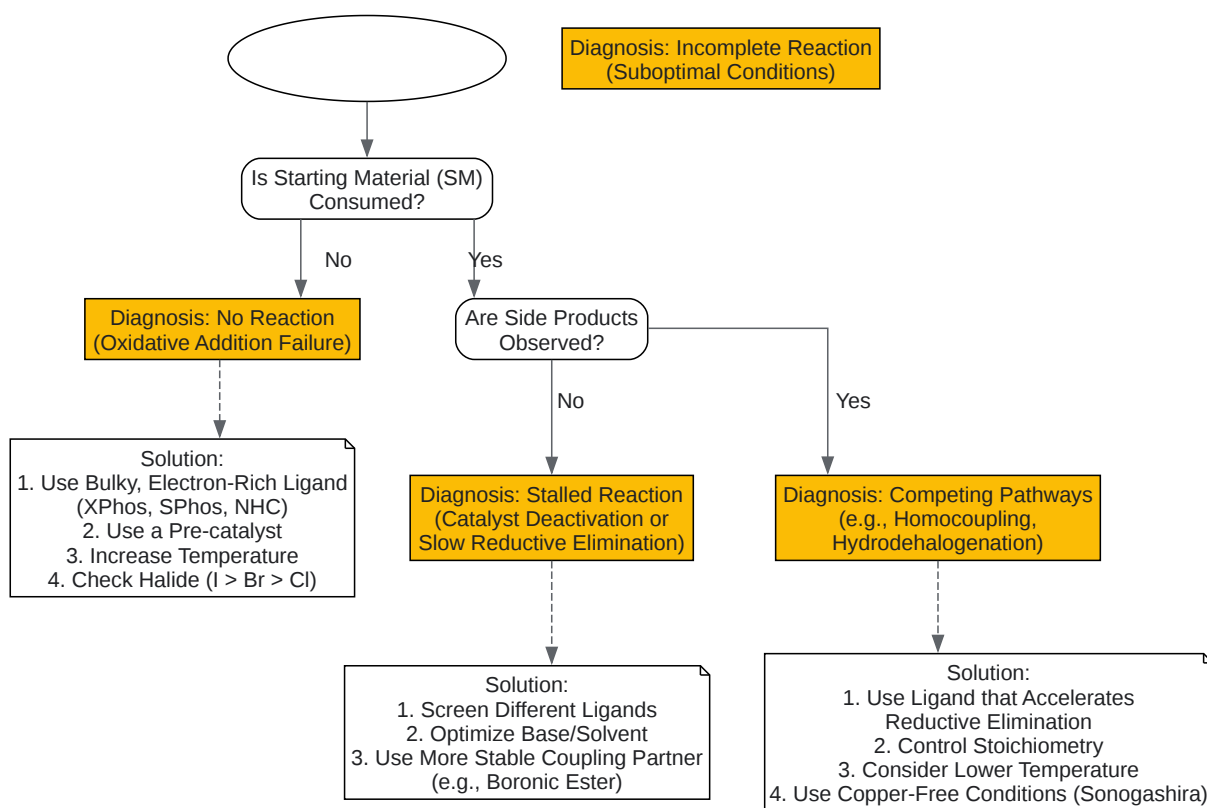 Diagnosis: Incomplete Reaction
(Suboptimal Conditions)
Is Starting Material (SM)
Consumed?
No
Yes
Diagnosis: No Reaction
(Oxidative Addition Failure)
Are Side Products
Observed?
No
Yes
Solution:
1. Use Bulky, Electron-Rich Ligand
(XPhos, SPhos, NHC)
2. Use a Pre-catalyst
3. Increase Temperature
4. Check Halide (I > Br > Cl)
Diagnosis: Stalled Reaction
(Catalyst Deactivation or
Slow Reductive Elimination)
Diagnosis: Competing Pathways
(e.g., Homocoupling,
Hydrodehalogenation)
Solution:
1. Screen Different Ligands
2. Optimize Base/Solvent
3. Use More Stable Coupling Partner
(e.g., Boronic Ester)
Solution:
1. Use Ligand that Accelerates
Reductive Elimination
2. Control Stoichiometry
3. Consider Lower Temperature
4. Use Copper-Free Conditions (Sonogashira)